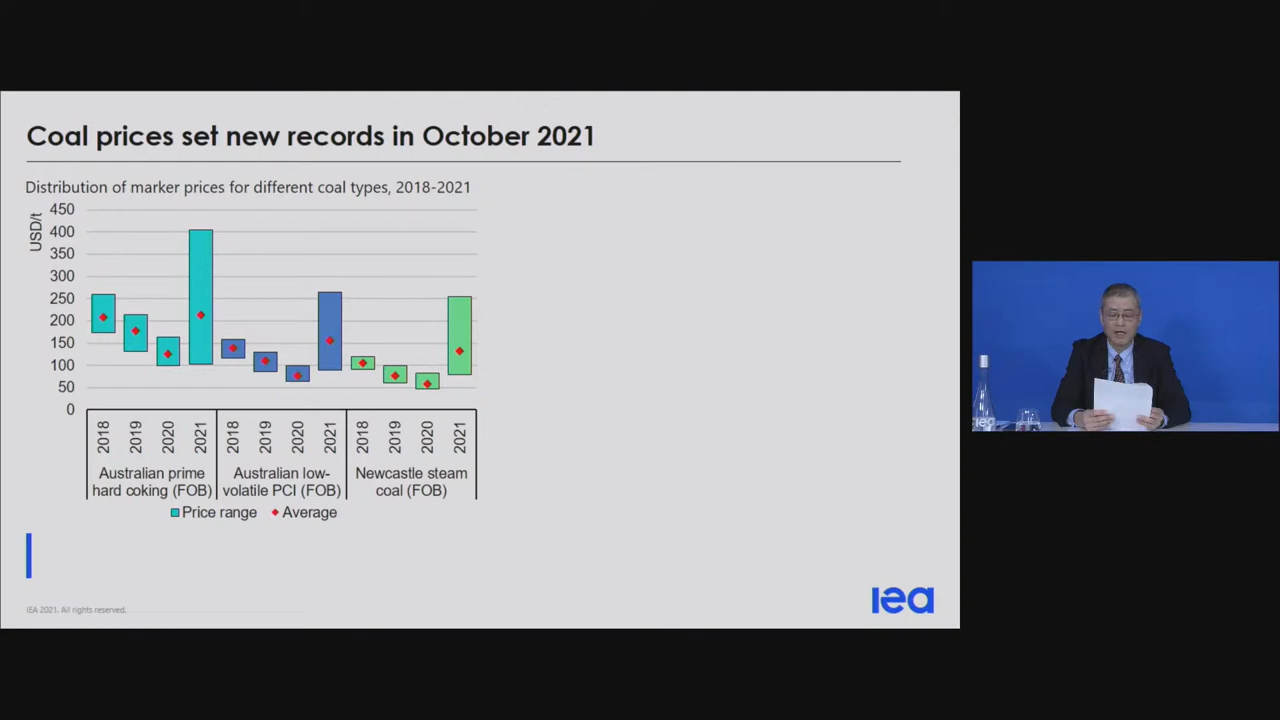 Coal prices set new records in October 2021
Distribution of marker prices for different coal types, 2018-2021
USD/t
450
400
350
300
250
200
150
100
50
0
2018 2019 2020 2021 2018 2019 2020 2021 2018 2019 2020 2021
Australian prime hard coking (FOB)
Australian low-volatile PCI (FOB)
Newcastle steam coal (FOB)
Price range Average
IEA 2021. All rights reserved.
iea
iea